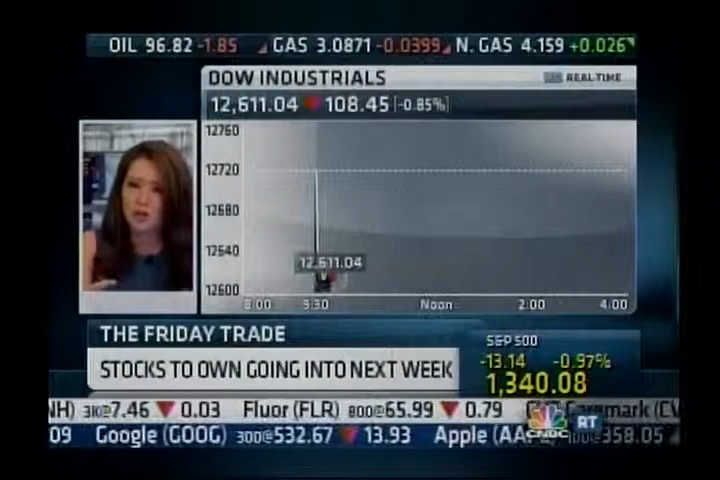 OIL 96.82 -1.85 GAS 3.0871 -0.0399 N. GAS 4.159 +0.026
DOW INDUSTRIALS
REAL-TIME
12,611.04 108.45 [-0.85%]
12760
12720
12680
12640
12600
12,611.04
8:00 9:30 Noon 2:00 4:00
THE FRIDAY TRADE
STOCKS TO OWN GOING INTO NEXT WEEK
S&P 500
-13.14 -0.97%
1,340.08
NH) 3K@7.46 0.03 Fluor (FLR) 800@65.99 0.79
CNBC RT
09 Google (GOOG) 300@532.67 13.93 Apple